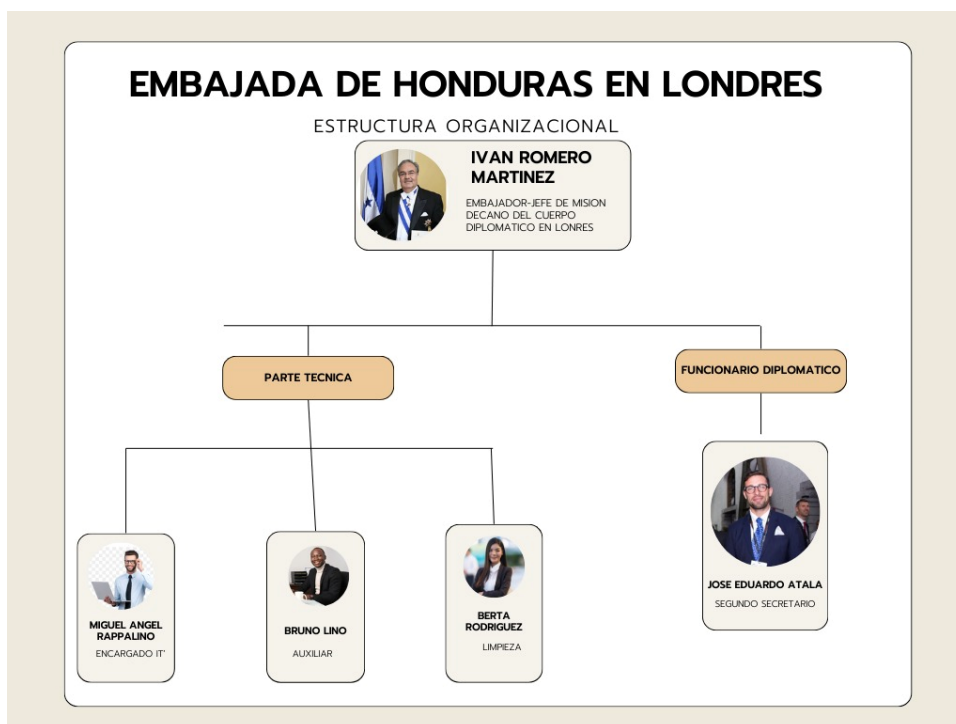 EMBAJADA DE HONDURAS EN LONDRES
ESTRUCTURA ORGANIZACIONAL
IVAN ROMERO
MARTINEZ
EMBAJADOR-JEFE DE MISION
DECANO DEL CUERPO
DIPLOMATICO EN LONRES
PARTE TECNICA
FUNCIONARIO DIPLOMATICO
MIGUEL ANGEL
RAPPALINO
ENCARGADO IT'
BRUNO LINO
AUXILIAR
BERTA
RODRIGUEZ
LIMPIEZA
JOSE EDUARDO ATALA
SEGUNDO SECRETARIO